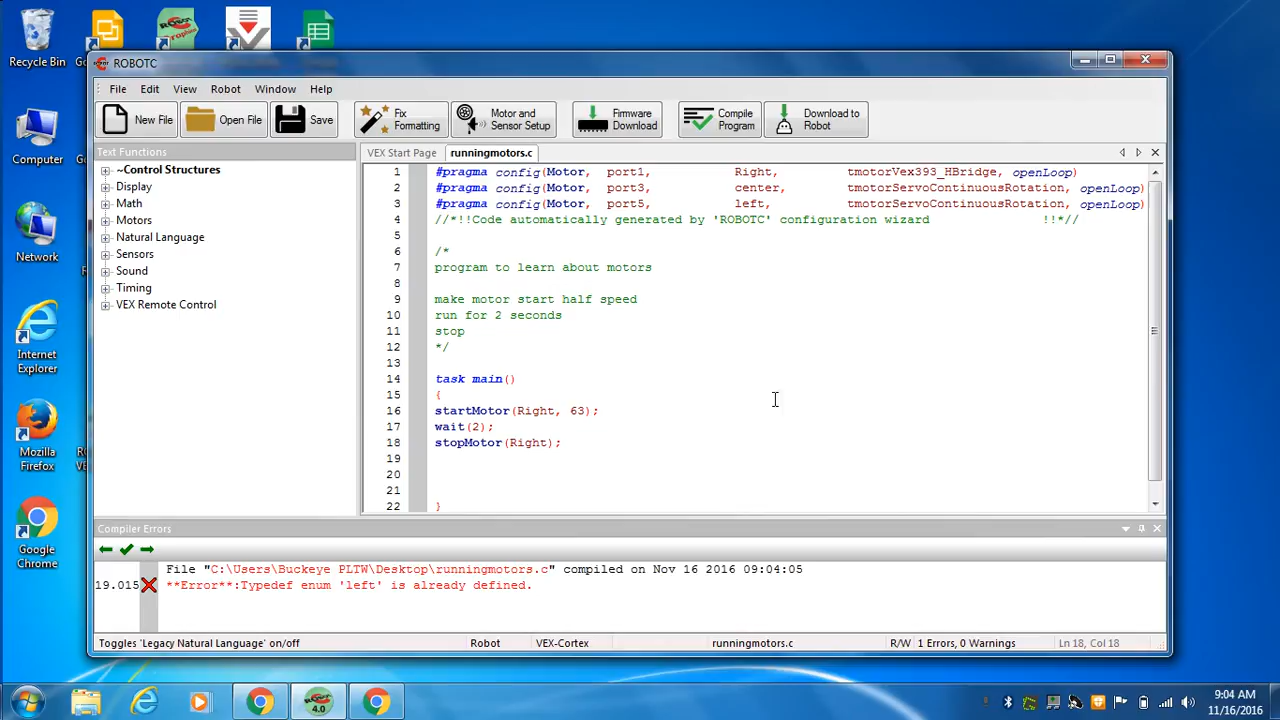 Recycle Bin
Computer
Network
Internet
Explorer
Mozilla
Firefox
Google
Chrome
ROBOTC
File Edit View Robot Window Help
New File Open File Save Fix Formatting Motor and Sensor Setup Firmware Download Compile Program Download to Robot
Text Functions
~Control Structures
Display
Math
Motors
Natural Language
Sensors
Sound
Timing
VEX Remote Control
VEX Start Page runningmotors.c
1 #pragma config(Motor, port1, Right, tmotorVex393_HBridge, openLoop)
2 #pragma config(Motor, port3, center, tmotorServoContinuousRotation, openLoop)
3 #pragma config(Motor, port5, left, tmotorServoContinuousRotation, openLoop)
4 //*!!Code automatically generated by 'ROBOTC' configuration wizard !!*//
5
6 /*
7 program to learn about motors
8
9 make motor start half speed
10 run for 2 seconds
11 stop
12 */
13
14 task main()
15 {
16 startMotor(Right, 63);
17 wait(2);
18 stopMotor(Right);
19
20
21
22 }
Compiler Errors
File "C:\Users\Buckeye PLTW\Desktop\runningmotors.c" compiled on Nov 16 2016 09:04:05
19.015 **Error**:Typedef enum 'left' is already defined.
Toggles 'Legacy Natural Language' on/off Robot VEX-Cortex runningmotors.c R/W 1 Errors, 0 Warnings Ln 18, Col 18
4.0
9:04 AM
11/16/2016